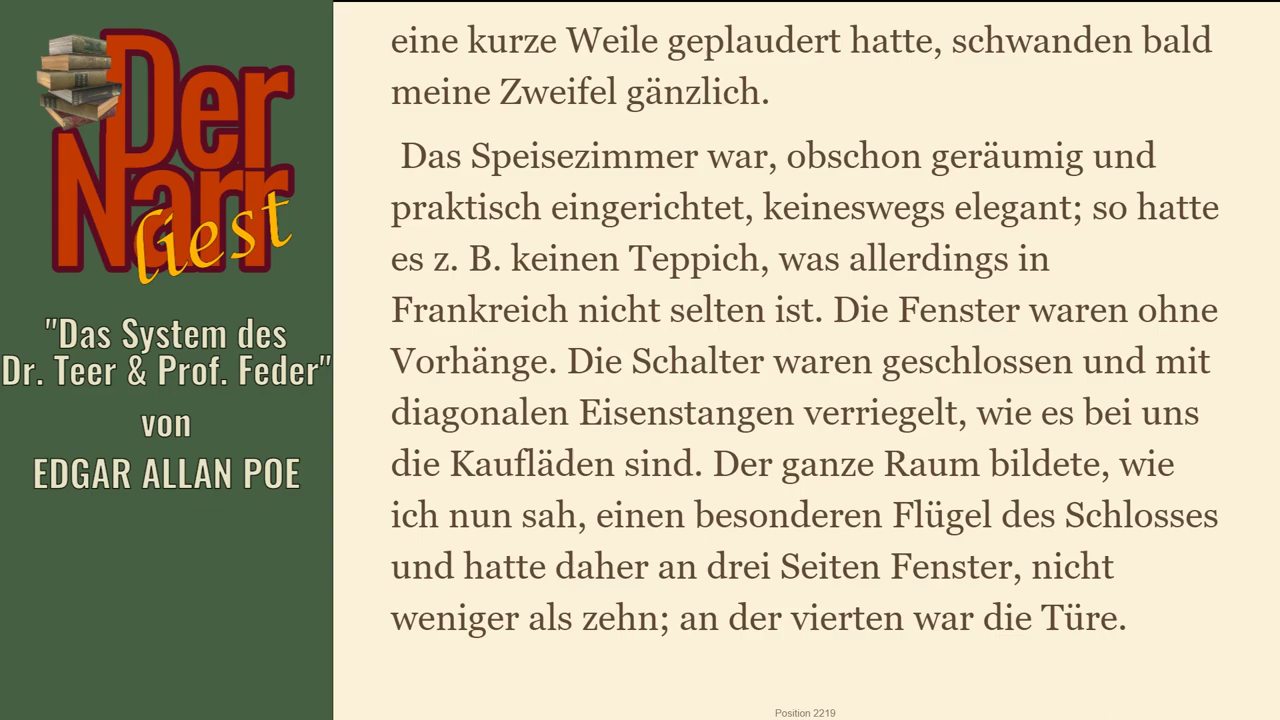 Der
Narr
liest
"Das System des
Dr. Teer & Prof. Feder"
von
EDGAR ALLAN POE
eine kurze Weile geplaudert hatte, schwanden bald
meine Zweifel gänzlich.
Das Speisezimmer war, obschon geräumig und
praktisch eingerichtet, keineswegs elegant; so hatte
es z. B. keinen Teppich, was allerdings in
Frankreich nicht selten ist. Die Fenster waren ohne
Vorhänge. Die Schalter waren geschlossen und mit
diagonalen Eisenstangen verriegelt, wie es bei uns
die Kaufläden sind. Der ganze Raum bildete, wie
ich nun sah, einen besonderen Flügel des Schlosses
und hatte daher an drei Seiten Fenster, nicht
weniger als zehn; an der vierten war die Türe.
Position 2219